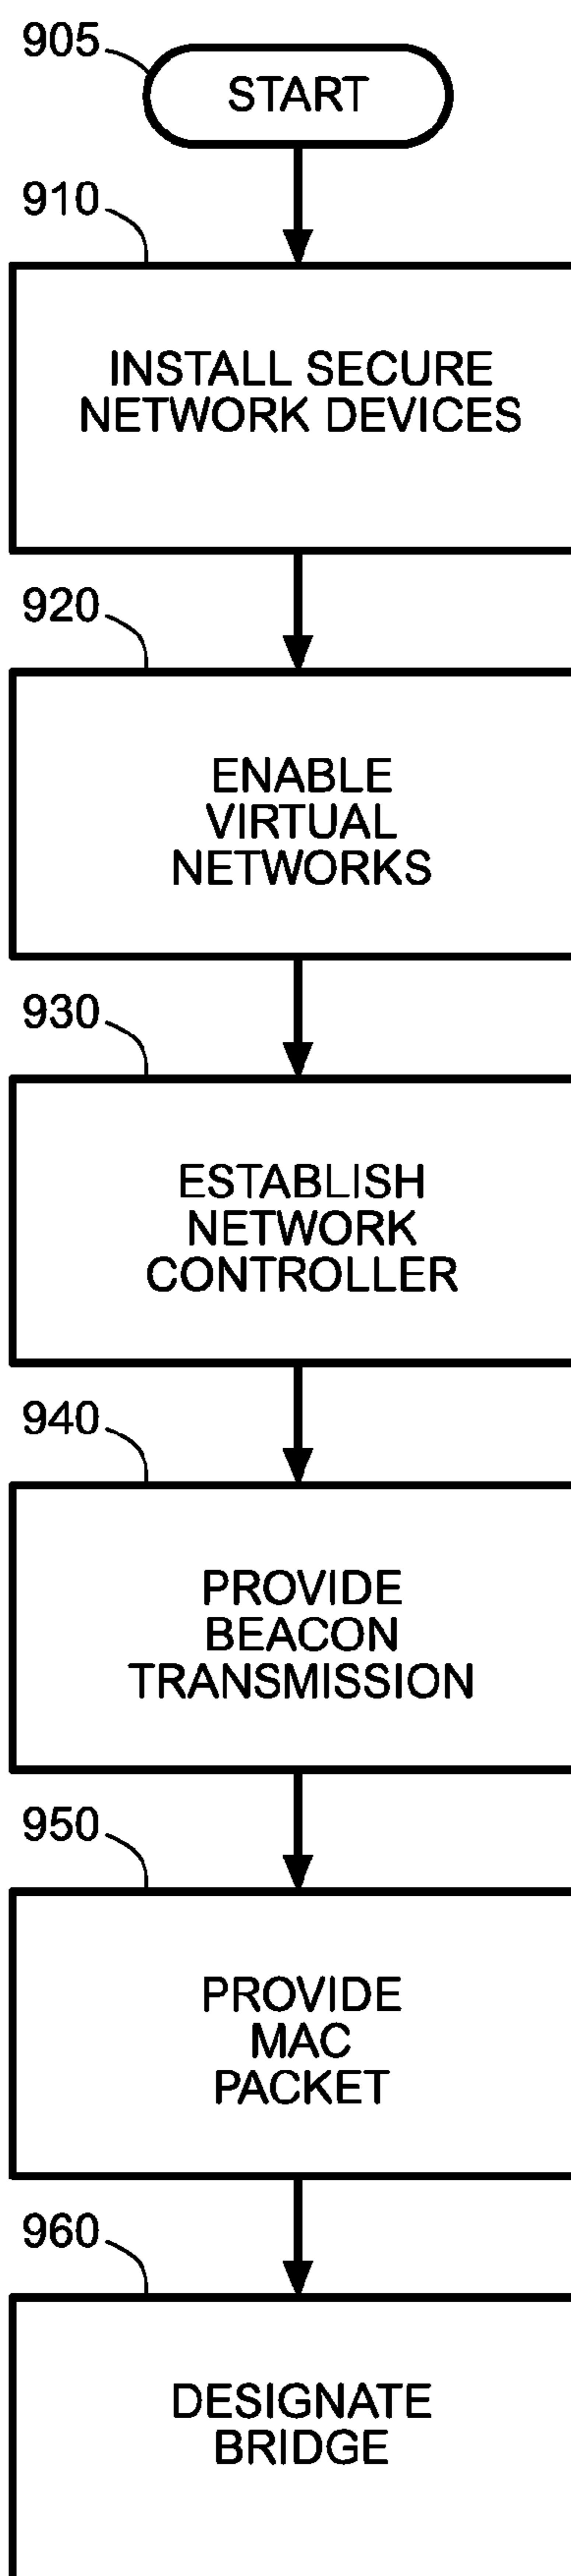 905
START
910
INSTALL SECURE
NETWORK DEVICES
920
ENABLE
VIRTUAL
NETWORKS
930
ESTABLISH
NETWORK
CONTROLLER
940
PROVIDE
BEACON
TRANSMISSION
950
PROVIDE
MAC
PACKET
960
DESIGNATE
BRIDGE